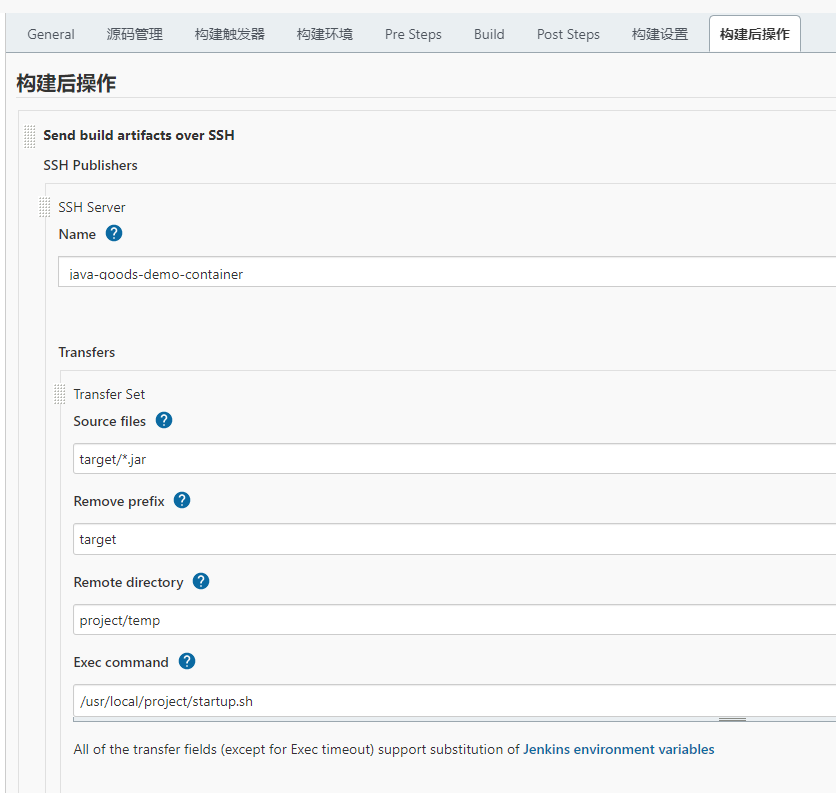 General 源码管理 构建触发器 构建环境 Pre Steps Build Post Steps 构建设置 构建后操作
构建后操作
Send build artifacts over SSH
SSH Publishers
SSH Server
Name ?
java-goods-demo-container
Transfers
Transfer Set
Source files ?
target/*.jar
Remove prefix ?
target
Remote directory ?
project/temp
Exec command ?
/usr/local/project/startup.sh
All of the transfer fields (except for Exec timeout) support substitution of Jenkins environment variables